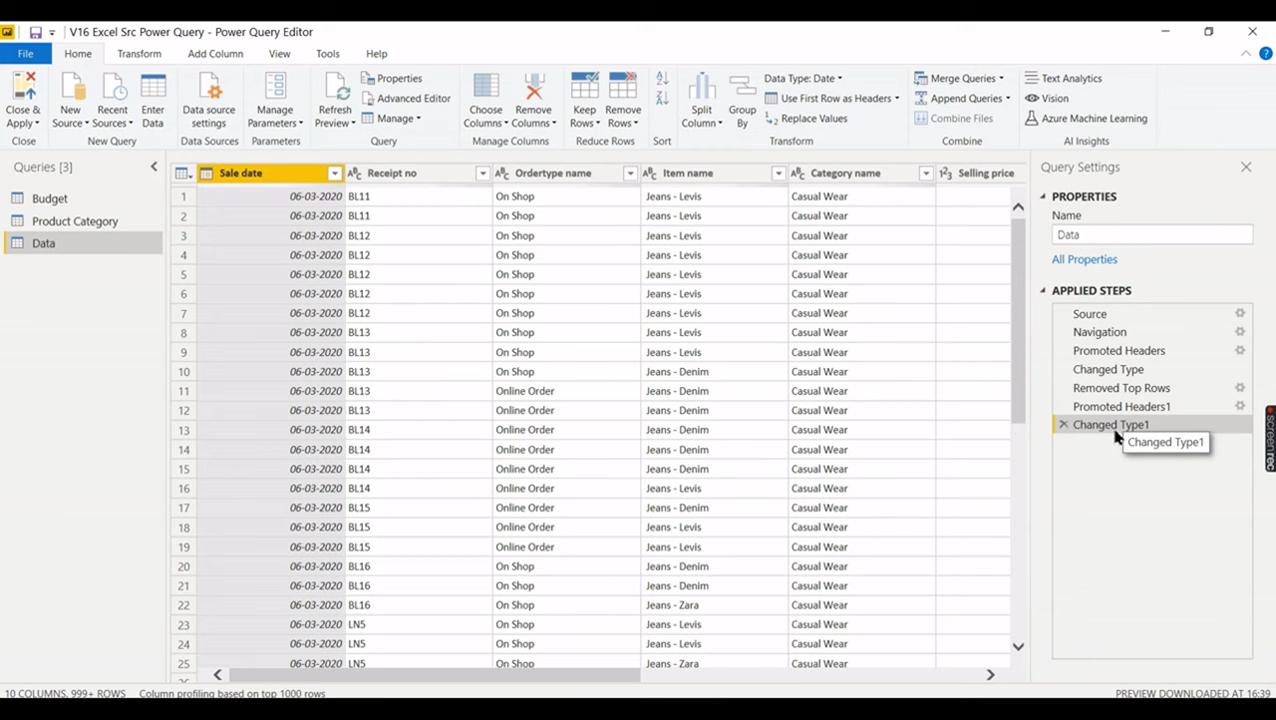 V16 Excel Src Power Query - Power Query Editor
File Home Transform Add Column View Tools Help
Close & Apply
New Source
Recent Sources
Enter Data
Data source settings
Manage Parameters
Refresh Preview
Properties
Advanced Editor
Manage
Choose Columns
Remove Columns
Keep Rows
Remove Rows
Split Column
Group By
Data Type: Date
Use First Row as Headers
Replace Values
Merge Queries
Append Queries
Combine Files
Text Analytics
Vision
Azure Machine Learning
Close New Query Data Sources Parameters Query Manage Columns Reduce Rows Sort Transform Combine AI Insights
Queries [3]
Budget
Product Category
Data
Sale date Receipt no Ordertype name Item name Category name Selling price
1 06-03-2020 BL11 On Shop Jeans - Levis Casual Wear
2 06-03-2020 BL11 On Shop Jeans - Levis Casual Wear
3 06-03-2020 BL12 On Shop Jeans - Levis Casual Wear
4 06-03-2020 BL12 On Shop Jeans - Levis Casual Wear
5 06-03-2020 BL12 On Shop Jeans - Levis Casual Wear
6 06-03-2020 BL12 On Shop Jeans - Levis Casual Wear
7 06-03-2020 BL12 On Shop Jeans - Levis Casual Wear
8 06-03-2020 BL13 On Shop Jeans - Levis Casual Wear
9 06-03-2020 BL13 On Shop Jeans - Levis Casual Wear
10 06-03-2020 BL13 On Shop Jeans - Denim Casual Wear
11 06-03-2020 BL13 Online Order Jeans - Denim Casual Wear
12 06-03-2020 BL13 Online Order Jeans - Denim Casual Wear
13 06-03-2020 BL14 Online Order Jeans - Denim Casual Wear
14 06-03-2020 BL14 Online Order Jeans - Denim Casual Wear
15 06-03-2020 BL14 Online Order Jeans - Denim Casual Wear
16 06-03-2020 BL14 Online Order Jeans - Levis Casual Wear
17 06-03-2020 BL15 Online Order Jeans - Denim Casual Wear
18 06-03-2020 BL15 Online Order Jeans - Levis Casual Wear
19 06-03-2020 BL15 Online Order Jeans - Levis Casual Wear
20 06-03-2020 BL16 On Shop Jeans - Denim Casual Wear
21 06-03-2020 BL16 On Shop Jeans - Denim Casual Wear
22 06-03-2020 BL16 On Shop Jeans - Zara Casual Wear
23 06-03-2020 LN5 On Shop Jeans - Levis Casual Wear
24 06-03-2020 LN5 On Shop Jeans - Levis Casual Wear
25 06-03-2020 LN5 On Shop Jeans - Zara Casual Wear
Query Settings
PROPERTIES
Name
Data
All Properties
APPLIED STEPS
Source
Navigation
Promoted Headers
Changed Type
Removed Top Rows
Promoted Headers1
Changed Type1
Changed Type1
screenrec
10 COLUMNS, 999+ ROWS Column profiling based on top 1000 rows PREVIEW DOWNLOADED AT 16:39